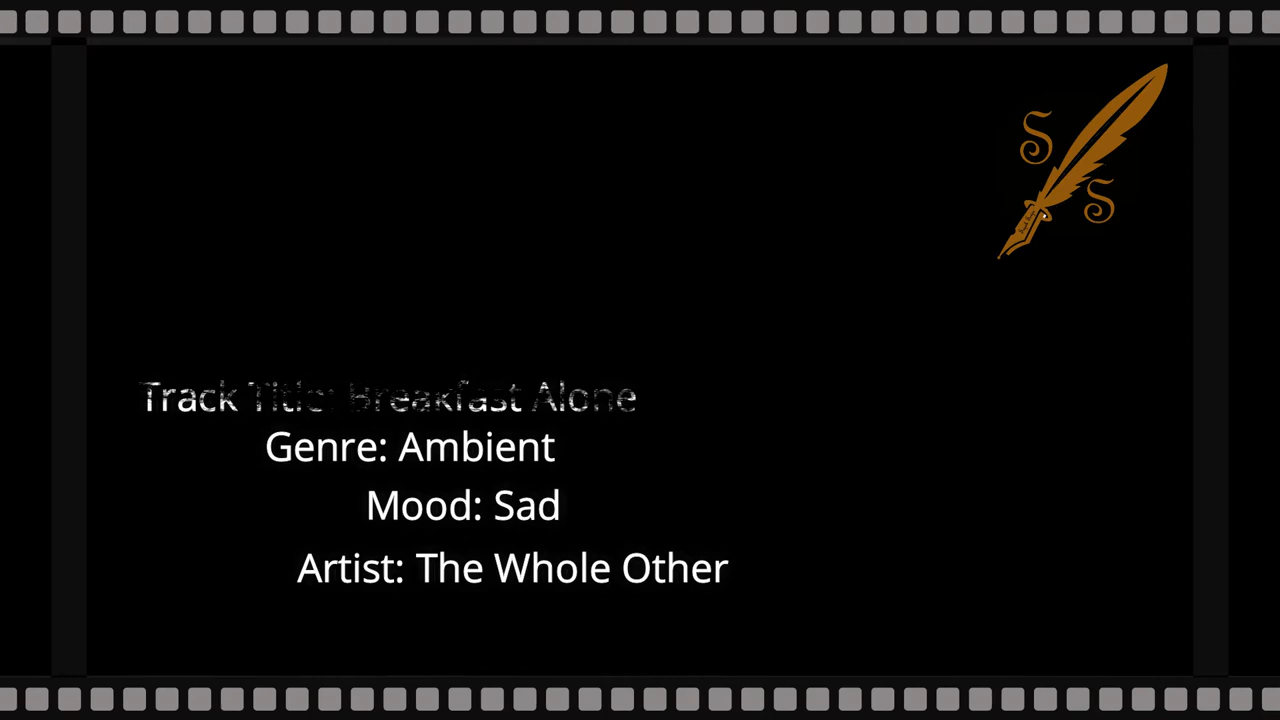 S
S
Track Title: Breakfast Alone
Genre: Ambient
Mood: Sad
Artist: The Whole Other